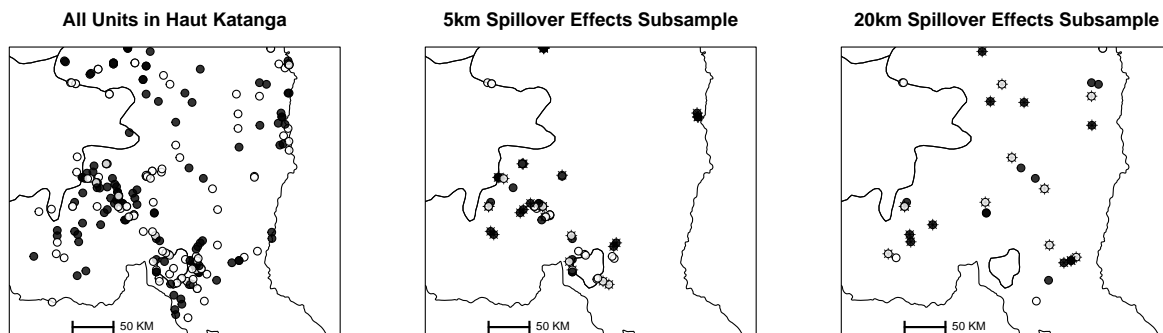 All Units in Haut Katanga
5km Spillover Effects Subsample
20km Spillover Effects Subsample
50 KM
50 KM
50 KM